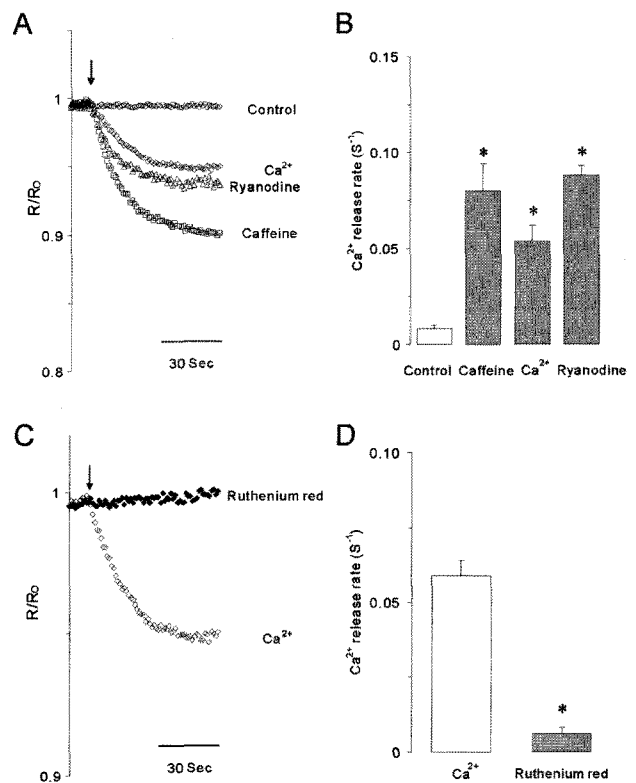 A
1
0.9
0.8
R/Ro
Control
Ca²⁺
Ryanodine
Caffeine
30 Sec
B
0.15
0.10
0.05
0
Ca²⁺ release rate (S⁻¹)
*
*
*
Control Caffeine Ca²⁺ Ryanodine
C
1
0.9
R/Ro
Ruthenium red
Ca²⁺
30 Sec
D
0.10
0.05
0
Ca²⁺ release rate (S⁻¹)
*
Ca²⁺ Ruthenium red